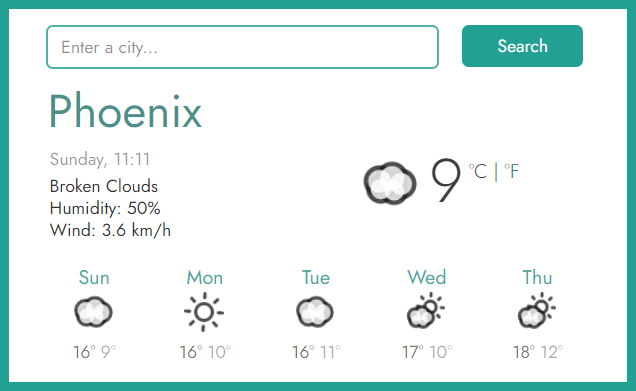 Enter a city...
Search
Phoenix
Sunday, 11:11
Broken Clouds
Humidity: 50%
Wind: 3.6 km/h
9 °C | °F
Sun Mon Tue Wed Thu
16° 9° 16° 10° 16° 11° 17° 10° 18° 12°